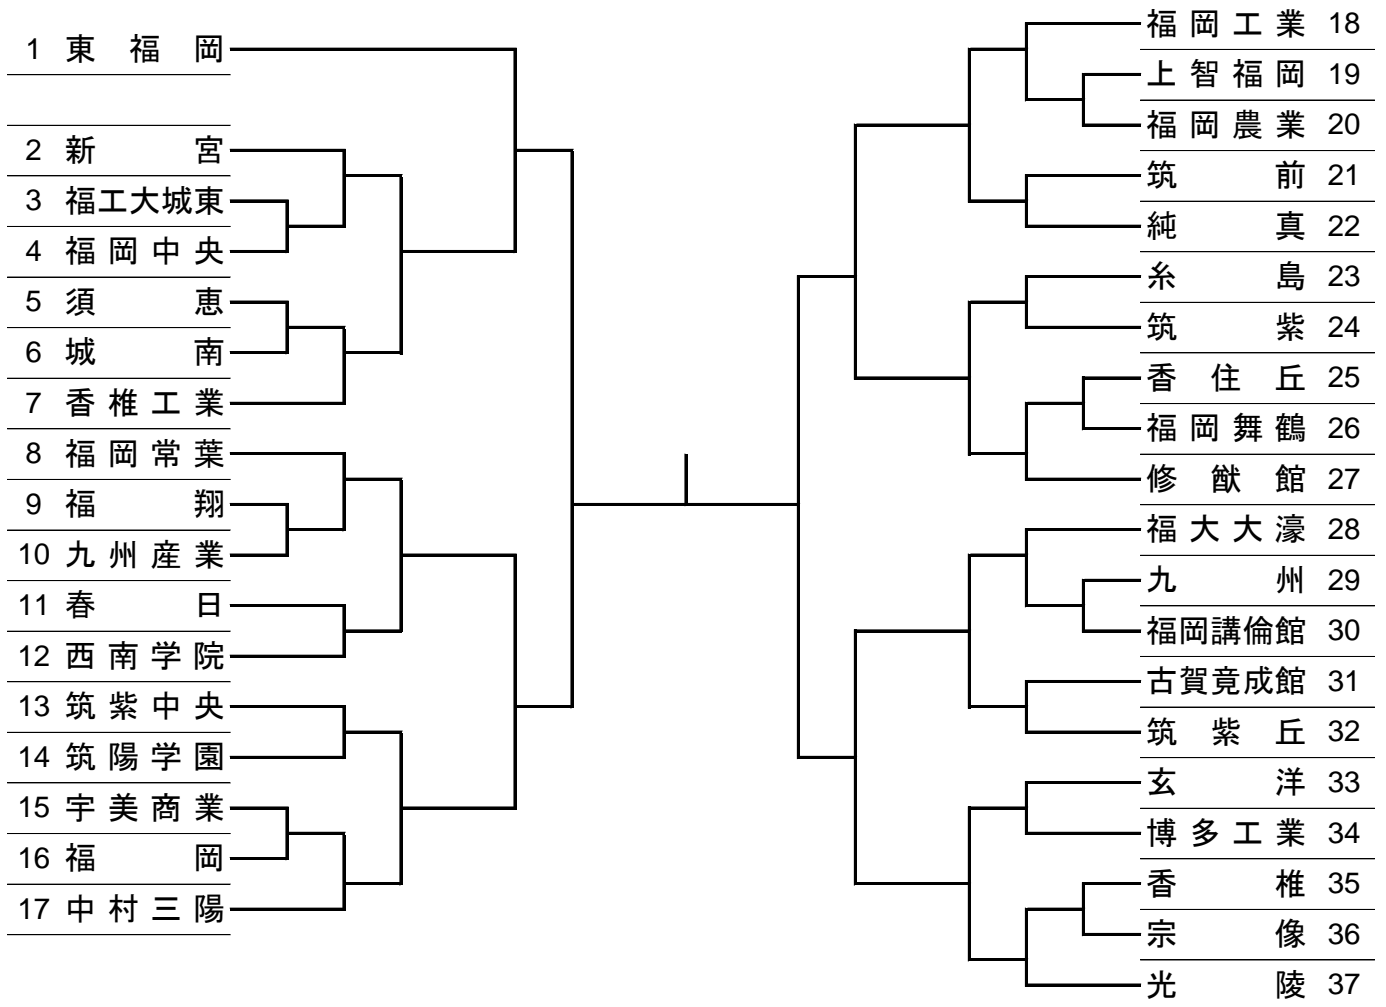 1 東福岡
2 新宮
3 福工大城東
4 福岡中央
5 須恵
6 城南
7 香椎工業
8 福岡常葉
9 福翔
10 九州産業
11 春日
12 西南学院
13 筑紫中央
14 筑陽学園
15 宇美商業
16 福岡
17 中村三陽
福岡工業 18
上智福岡 19
福岡農業 20
筑前 21
純真 22
糸島 23
筑紫 24
香住丘 25
福岡舞鶴 26
修猷館 27
福大大濠 28
九州 29
福岡講倫館 30
古賀竟成館 31
筑紫丘 32
玄洋 33
博多工業 34
香椎 35
宗像 36
光陵 37